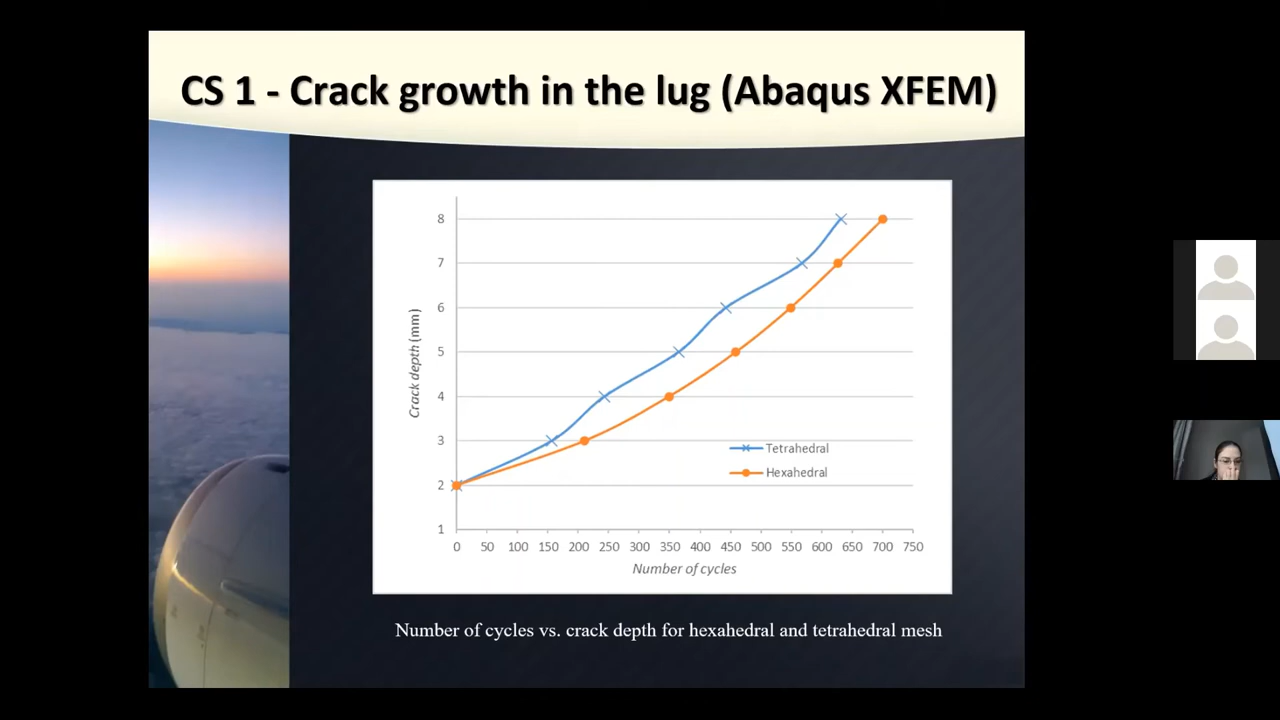 CS 1 - Crack growth in the lug (Abaqus XFEM)
8
7
6
5
4
3
2
1
Crack depth (mm)
Tetrahedral
Hexahedral
0 50 100 150 200 250 300 350 400 450 500 550 600 650 700 750
Number of cycles
Number of cycles vs. crack depth for hexahedral and tetrahedral mesh